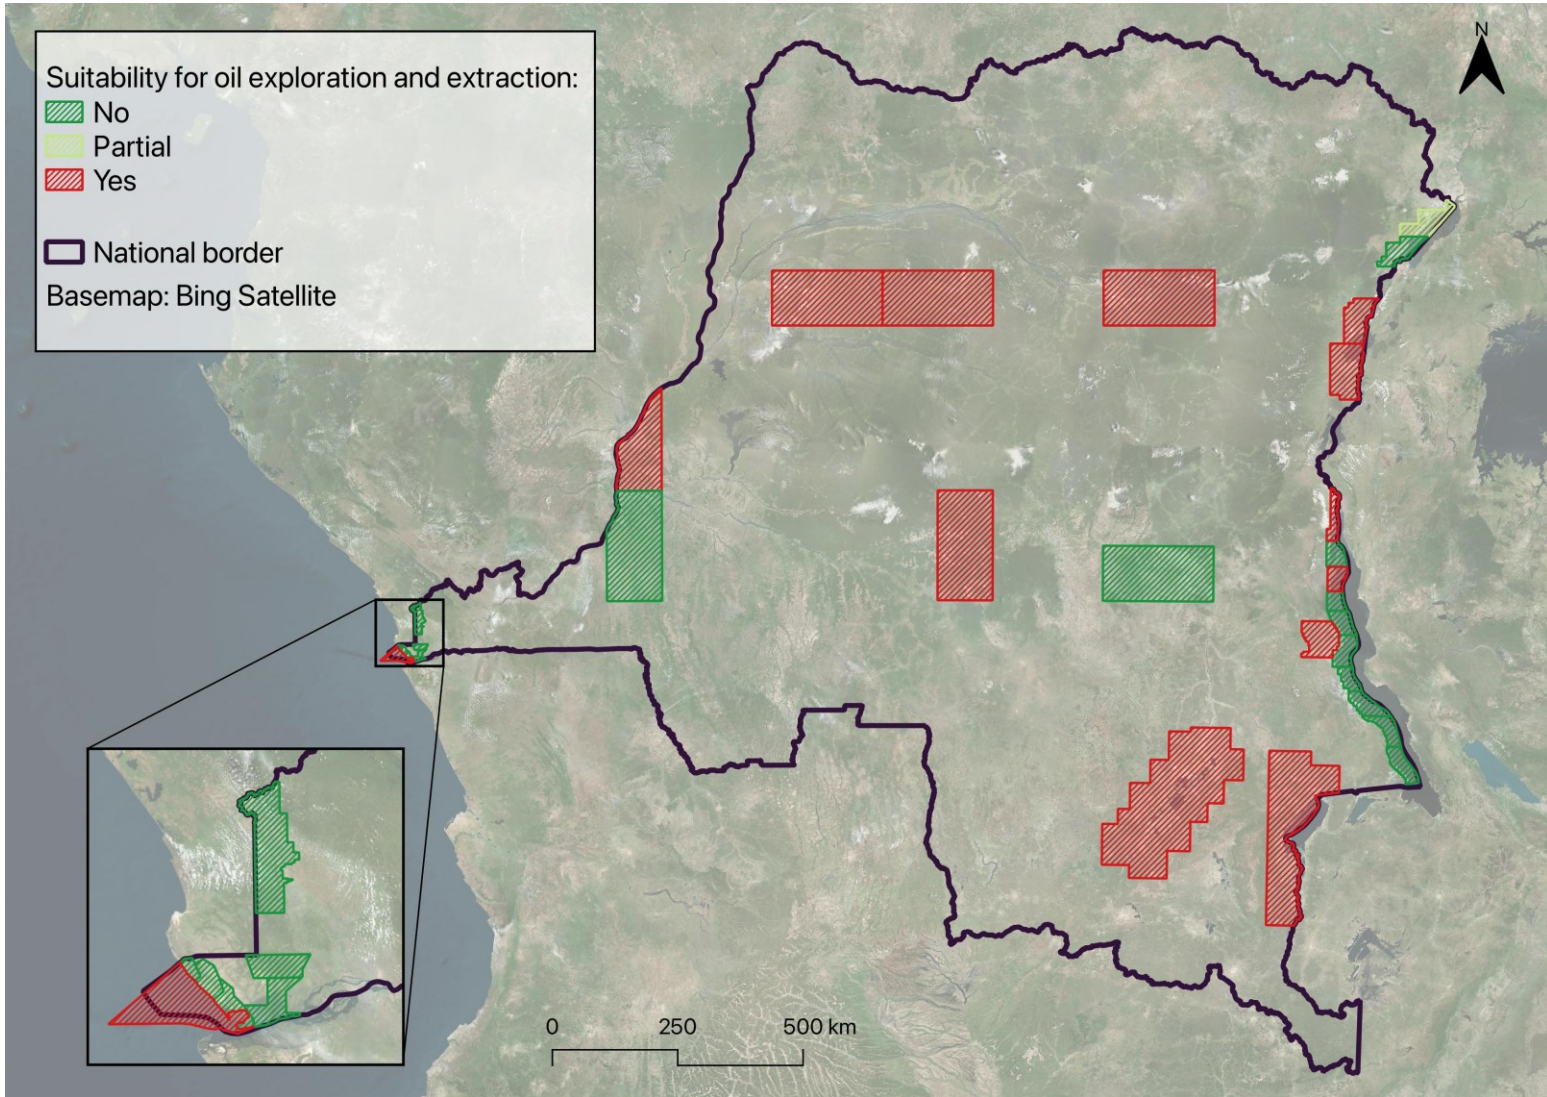 Suitability for oil exploration and extraction:
No
Partial
Yes
National border
Basemap: Bing Satellite
N
0 250 500 km